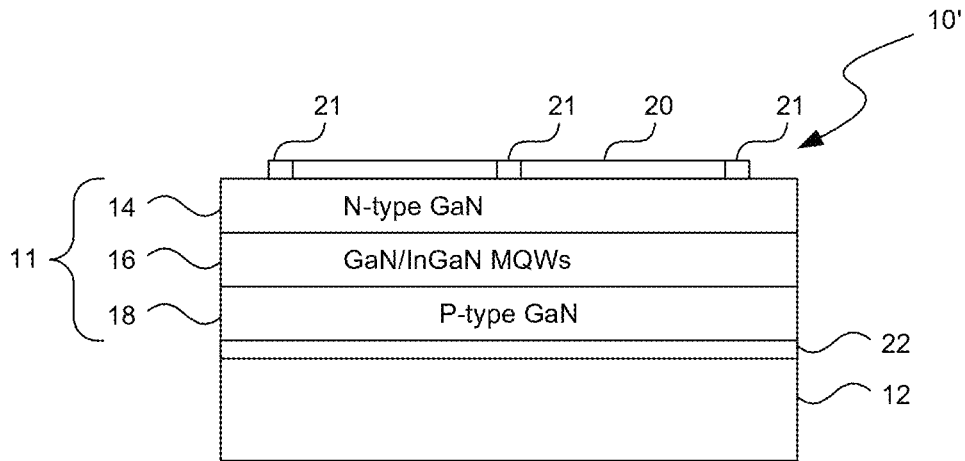 10'
21 21 20 21
14 N-type GaN
11 16 GaN/InGaN MQWs
18 P-type GaN
22
12